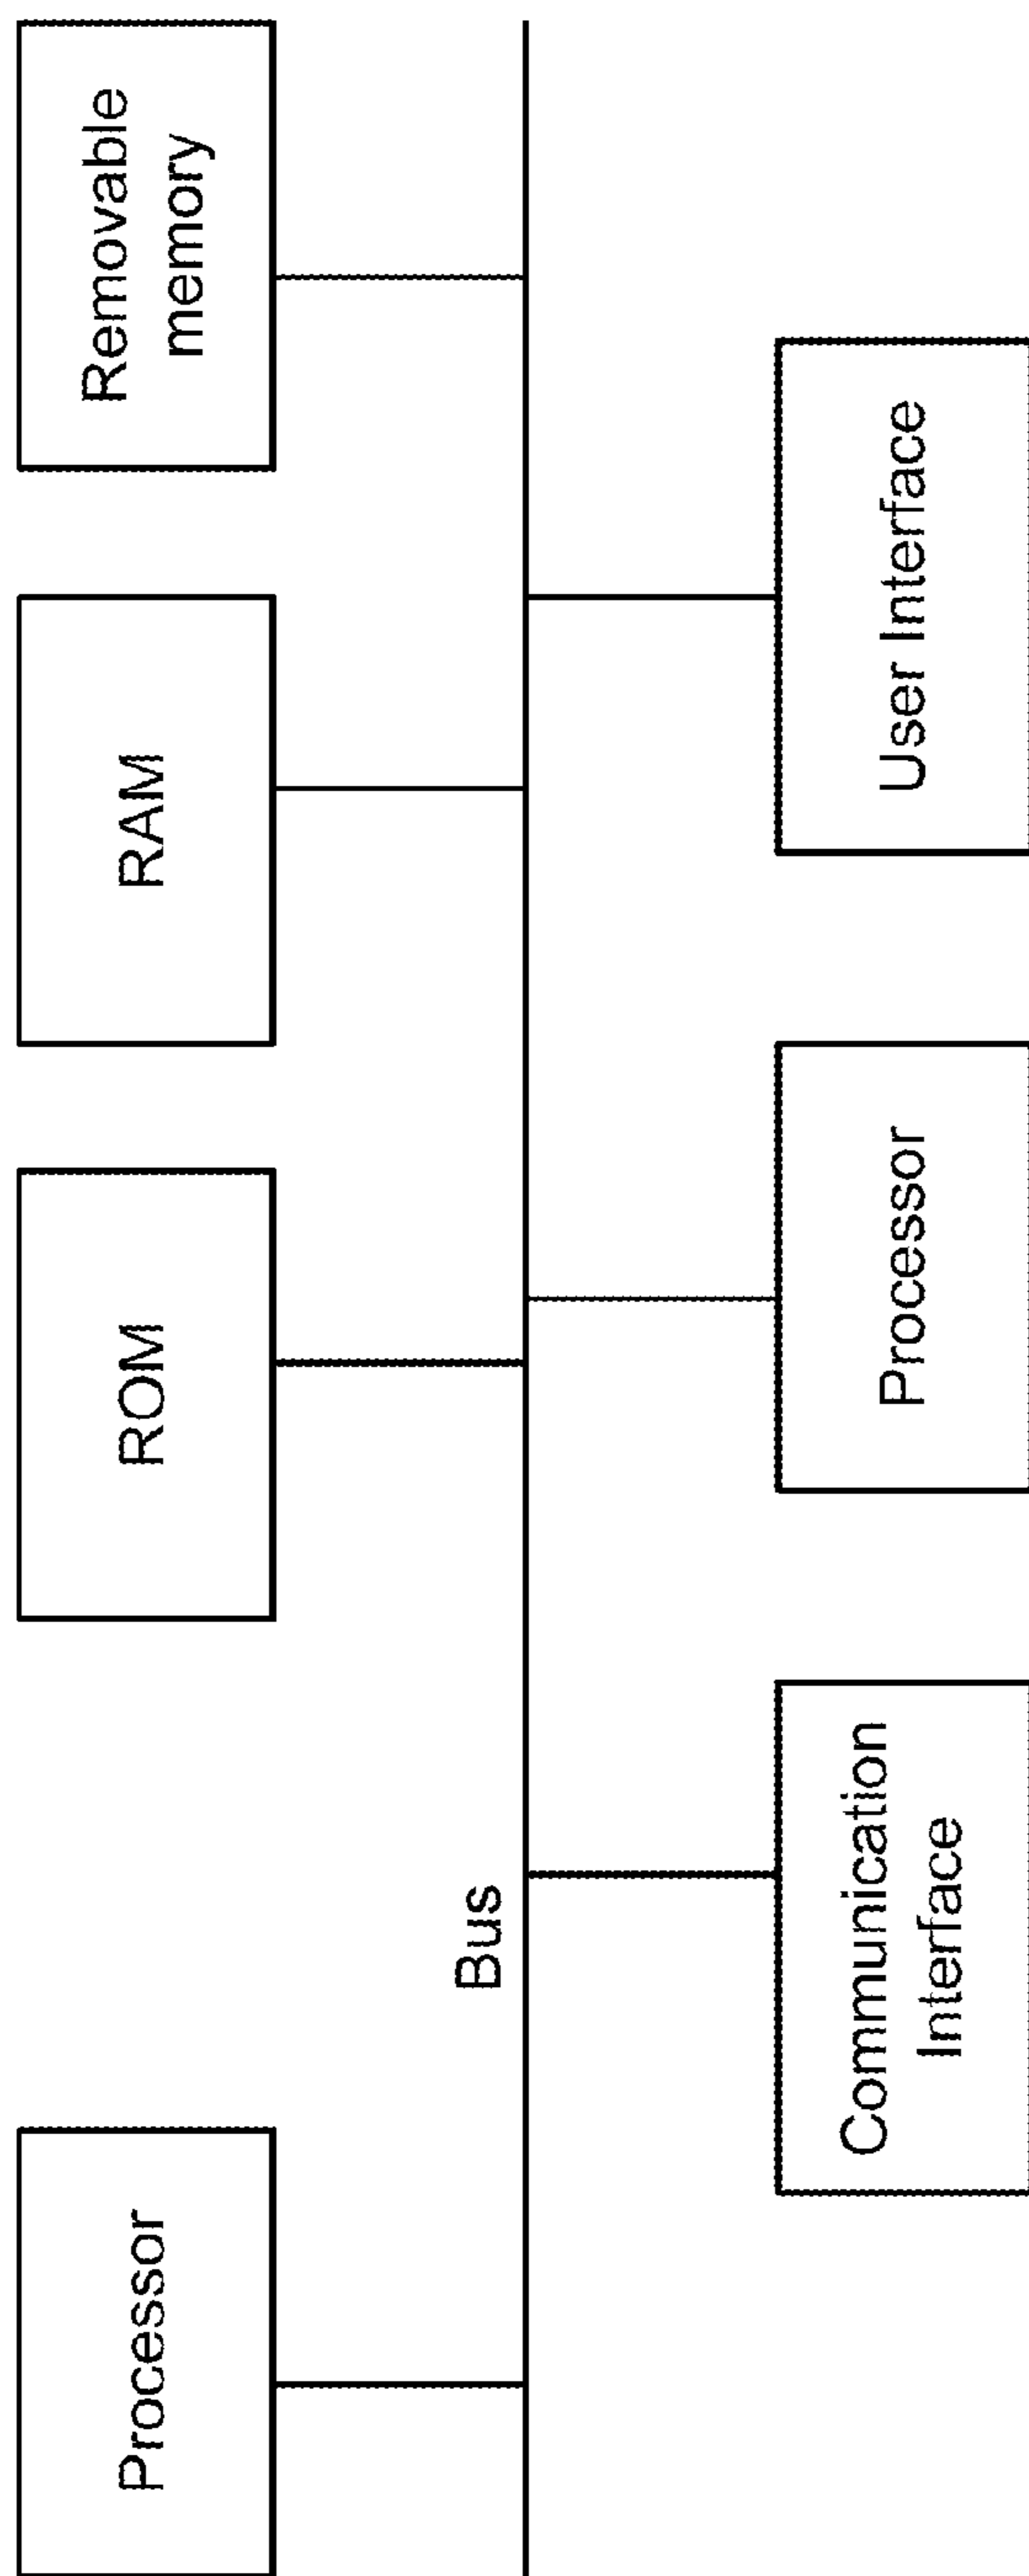 Processor
ROM
RAM
Removable
memory
Bus
Communication
Interface
Processor
User Interface